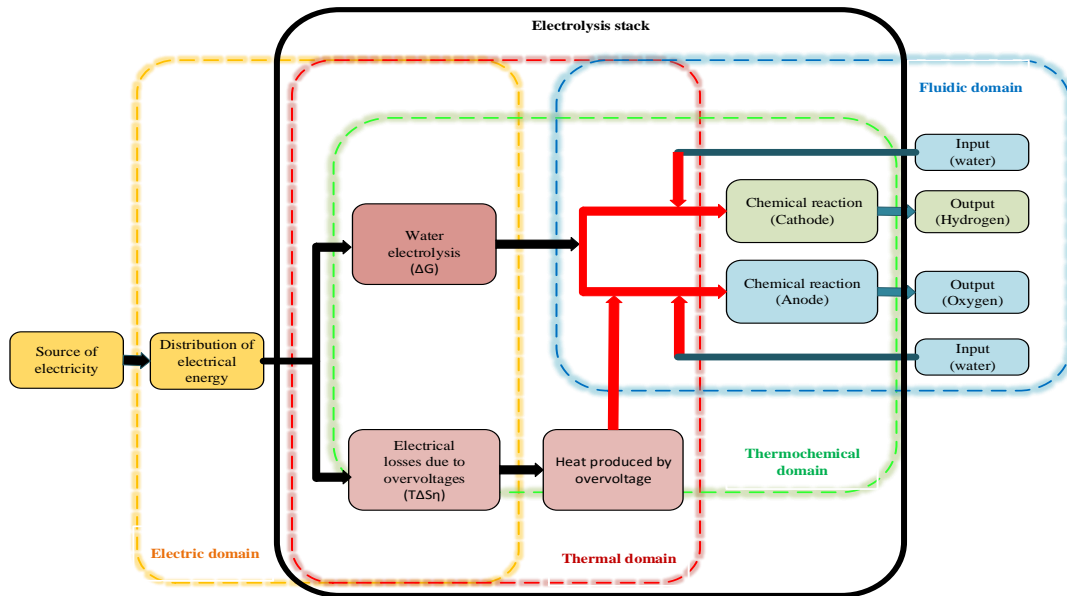 Electrolysis stack
Fluidic domain
Input
(water)
Chemical reaction
(Cathode)
Output
(Hydrogen)
Water
electrolysis
(ΔG)
Chemical reaction
(Anode)
Output
(Oxygen)
Source of
electricity
Distribution of
electrical
energy
Input
(water)
Electrical
losses due to
overvoltages
(TΔSη)
Heat produced by
overvoltage
Thermochemical
domain
Electric domain
Thermal domain